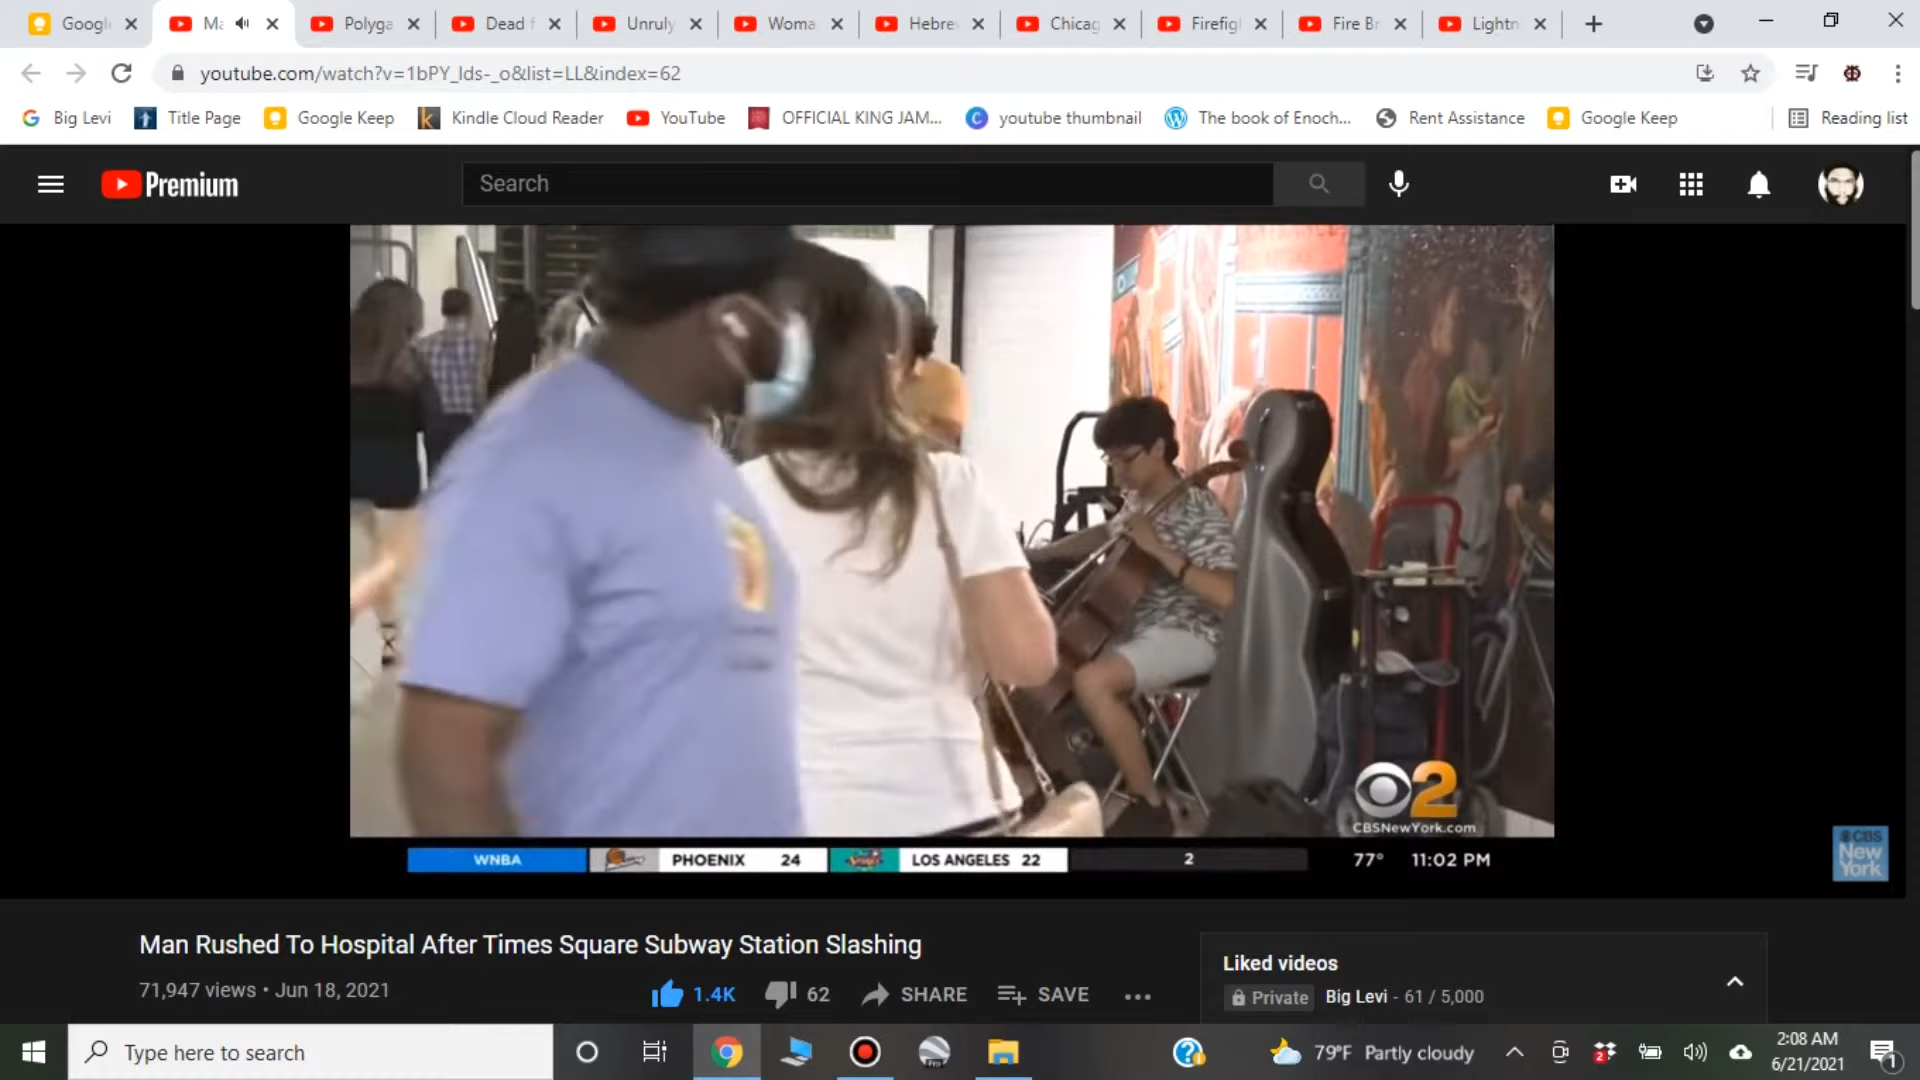 Googl
Ma
Polyga
Dead f
Unruly
Woma
Hebre
Chicag
Firefig
Fire Br
Lightn
youtube.com/watch?v=1bPY_lds-_o&list=LL&index=62
Big Levi
Title Page
Google Keep
Kindle Cloud Reader
YouTube
OFFICIAL KING JAM...
youtube thumbnail
The book of Enoch...
Rent Assistance
Google Keep
Reading list
Premium
Search
CBS 2
CBSNewYork.com
WNBA PHOENIX 24 LOS ANGELES 22 2 77° 11:02 PM
CBS
New
York
Man Rushed To Hospital After Times Square Subway Station Slashing
71,947 views • Jun 18, 2021
1.4K 62 SHARE SAVE
Liked videos
Private Big Levi - 61 / 5,000
Type here to search
79°F Partly cloudy
2:08 AM
6/21/2021